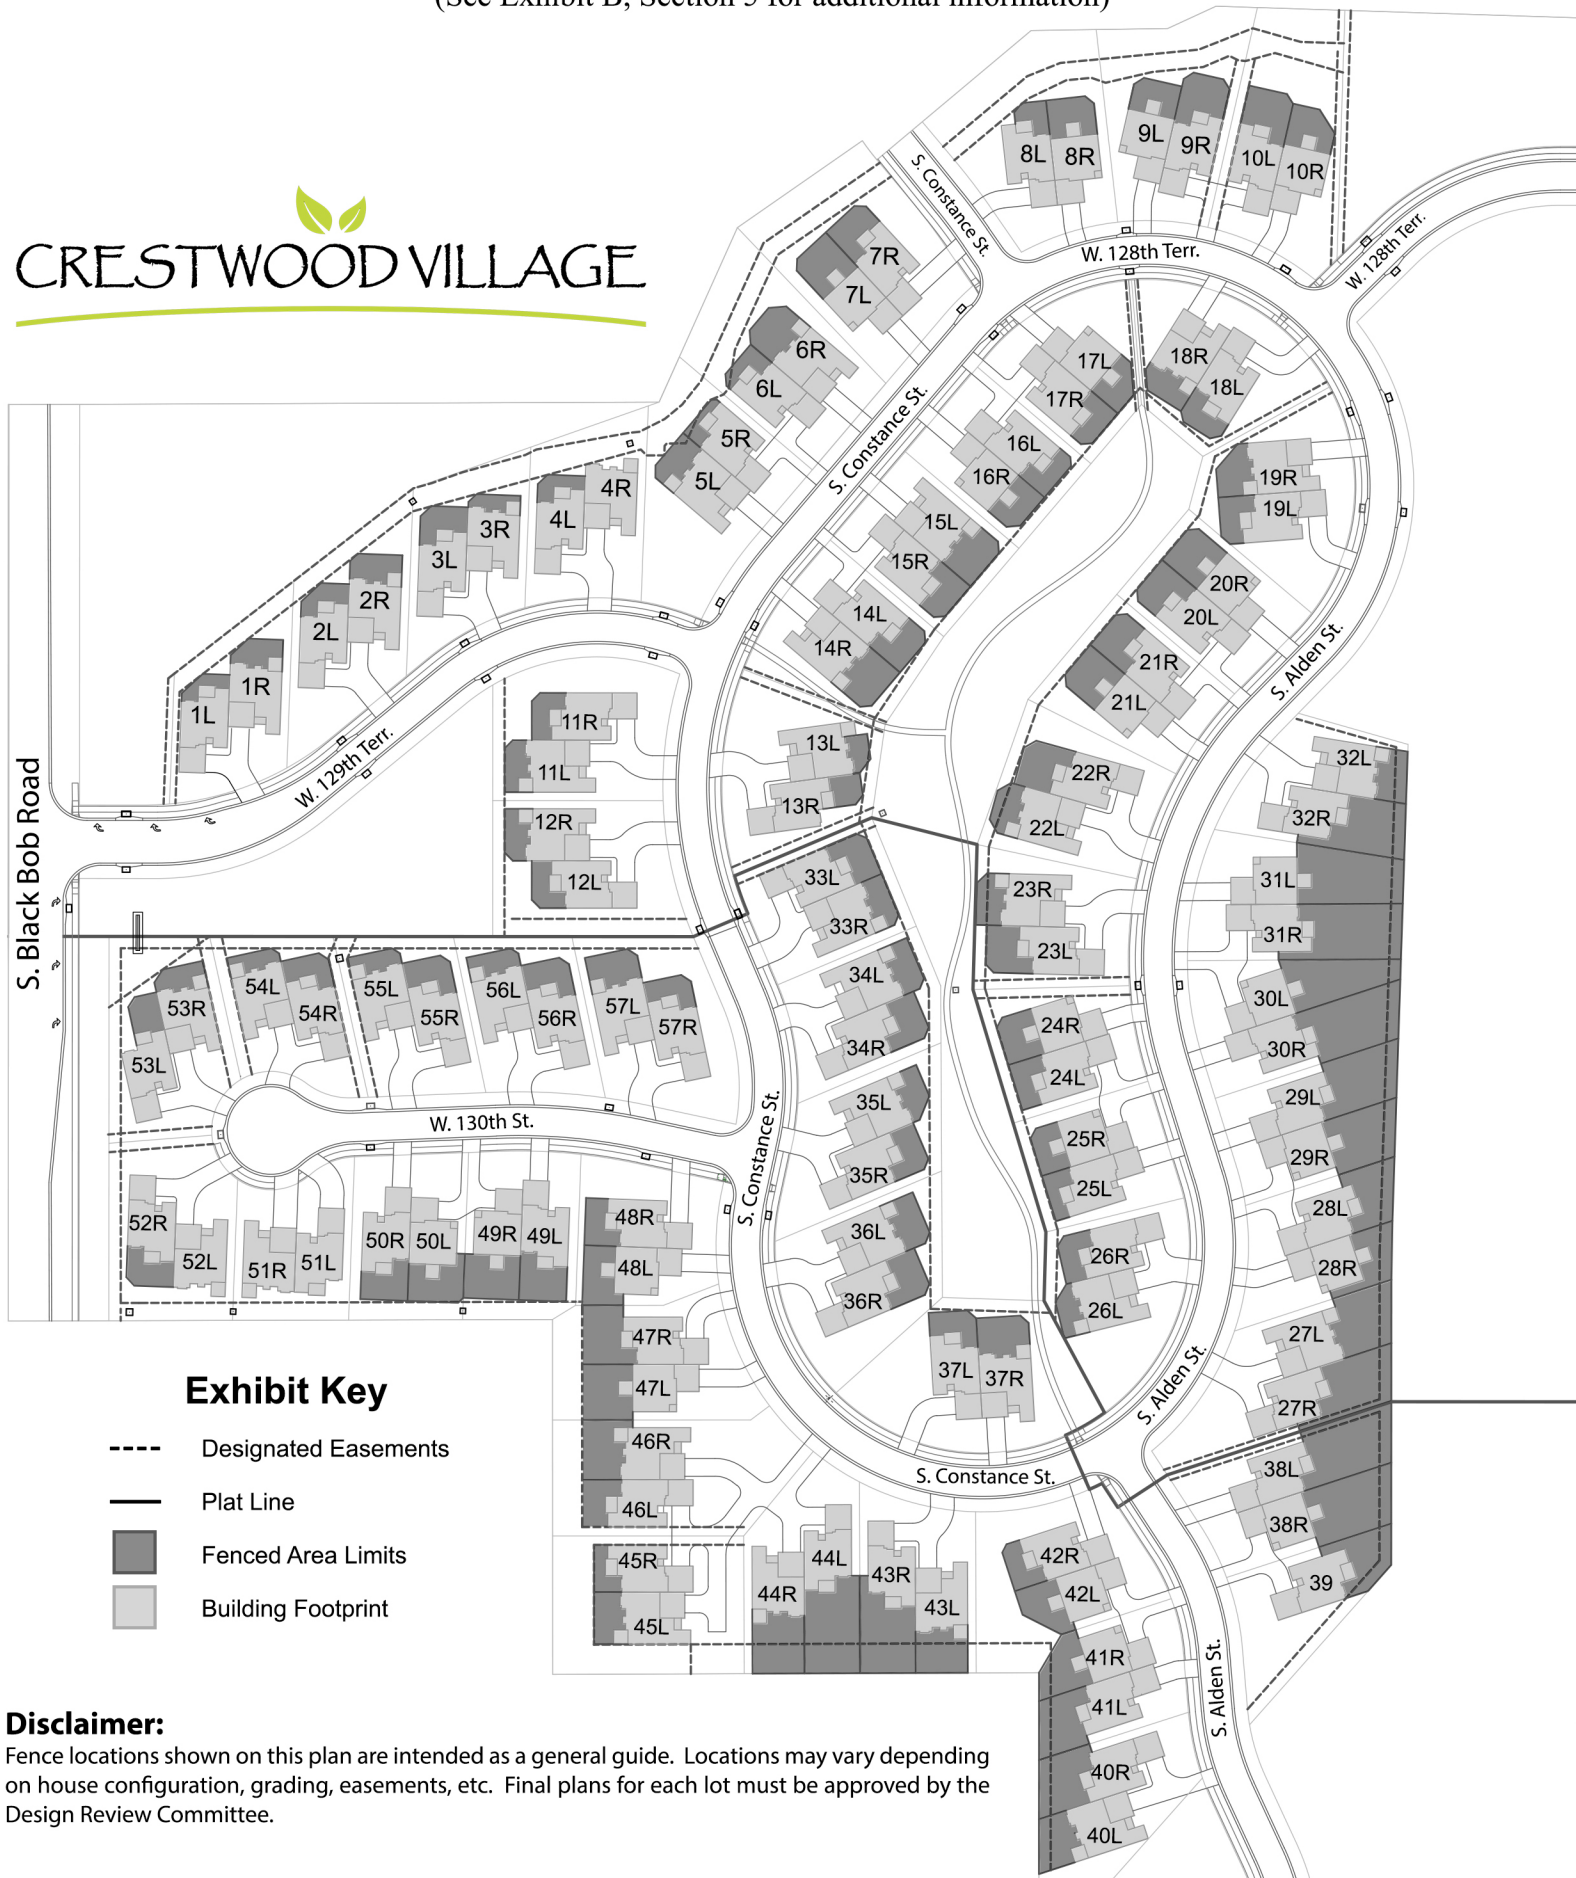 (See Exhibit B, Section 5 for additional information)
CRESTWOOD VILLAGE
S. Constance St.
8L
8R
9L
9R
10L
10R
W. 128th Terr.
W. 128th Terr.
7R
7L
6R
6L
5R
5L
4R
4L
3R
3L
2R
2L
1R
1L
S. Constance St.
17L
17R
18R
18L
16L
16R
15L
15R
14L
14R
13L
13R
19R
19L
20R
20L
21R
21L
22R
22L
23R
23L
S. Alden St.
W. 129th Terr.
S. Black Bob Road
11R
11L
12R
12L
32L
32R
31L
31R
30L
30R
29L
29R
28L
28R
27L
27R
33L
33R
34L
34R
35L
35R
36L
36R
37L
37R
24R
24L
25R
25L
26R
26L
53R
53L
54L
54R
55L
55R
56L
56R
57L
57R
W. 130th St.
S. Constance St.
52R
52L
51R
51L
50R
50L
49R
49L
48R
48L
47R
47L
46R
46L
45R
45L
44R
44L
43R
43L
S. Constance St.
S. Alden St.
38L
38R
39
42R
42L
41R
41L
40R
40L
S. Alden St.
Exhibit Key
Designated Easements
Plat Line
Fenced Area Limits
Building Footprint
Disclaimer:
Fence locations shown on this plan are intended as a general guide. Locations may vary depending
on house configuration, grading, easements, etc. Final plans for each lot must be approved by the
Design Review Committee.